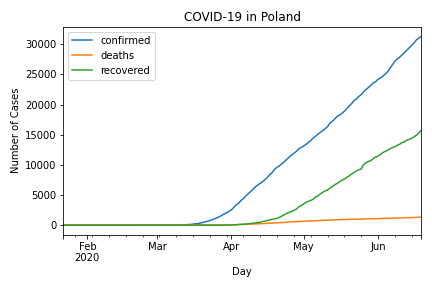 COVID-19 in Poland
confirmed
deaths
recovered
Number of Cases
30000
25000
20000
15000
10000
5000
0
Feb Mar Apr May Jun
2020
Day